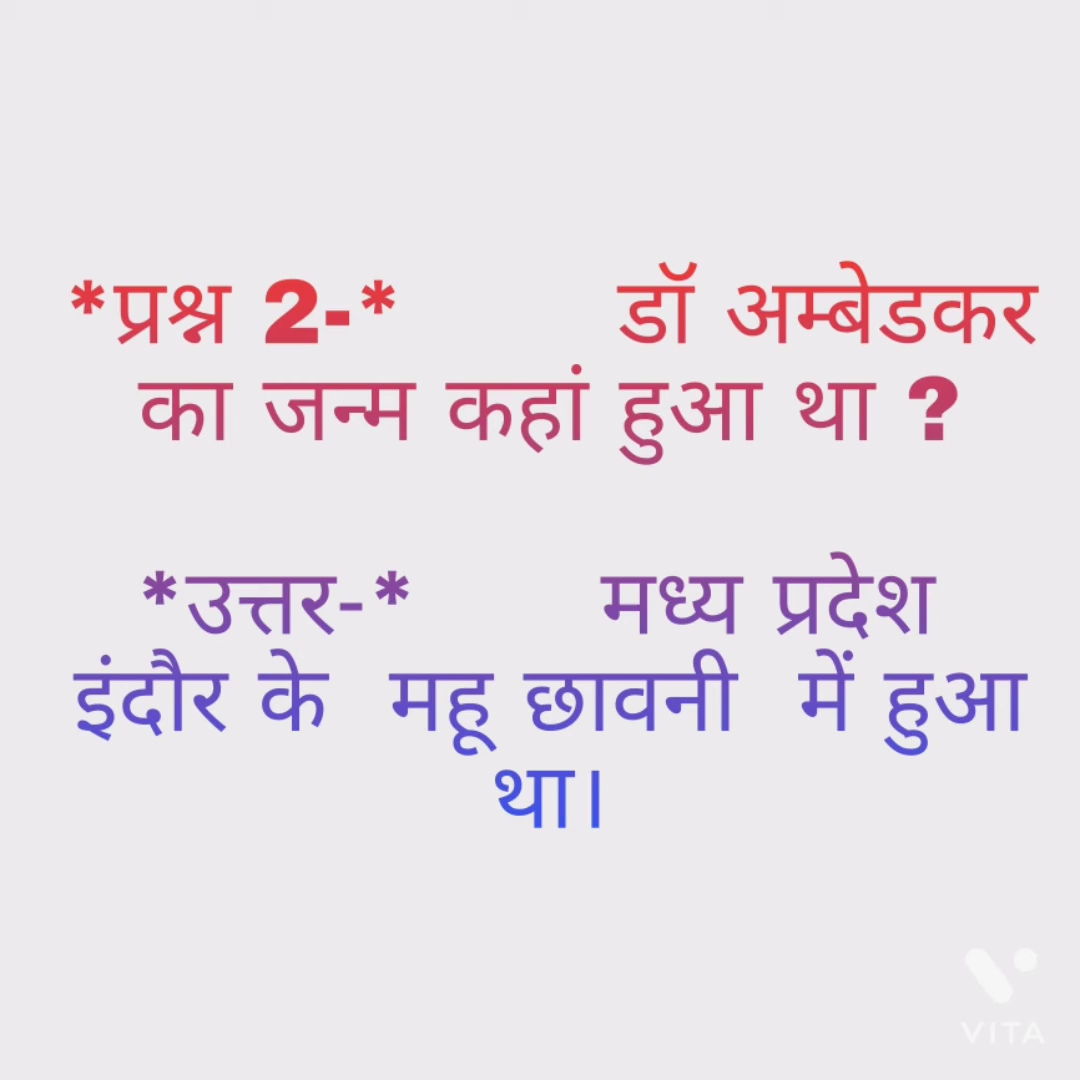 *प्रश्न 2-* डॉ अम्बेडकर
का जन्म कहां हुआ था ?
*उत्तर-* मध्य प्रदेश
इंदौर के महू छावनी में हुआ
था।
VITA